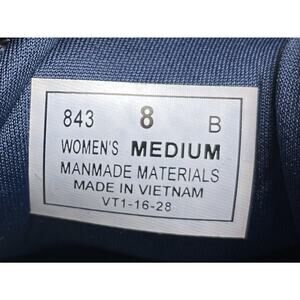 843 8 B
WOMEN'S MEDIUM
MANMADE MATERIALS
MADE IN VIETNAM
VT1-16-28